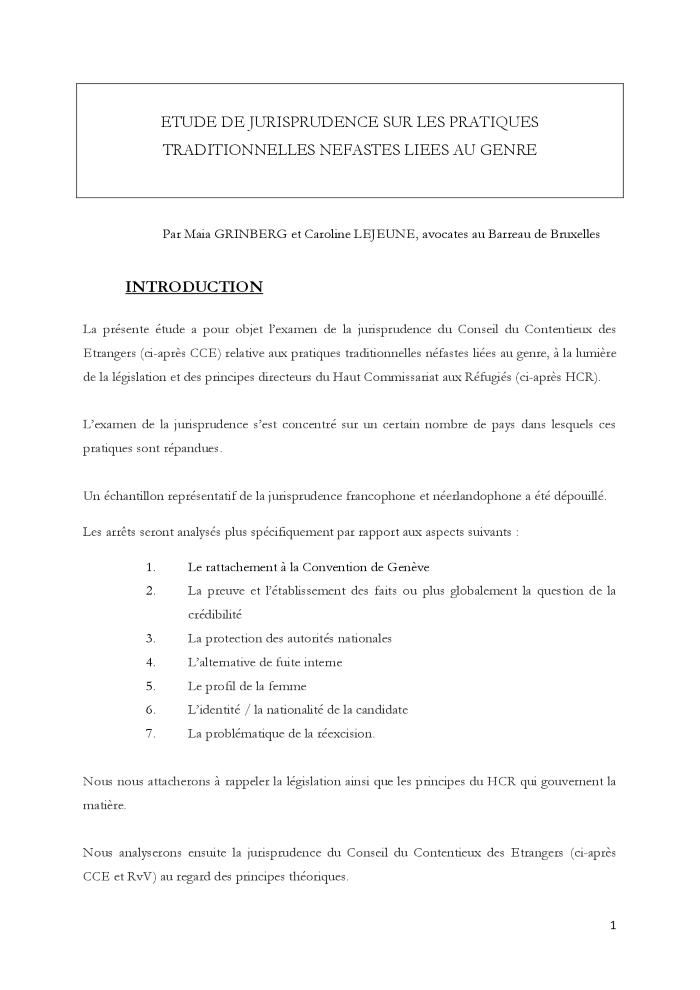 ETUDE DE JURISPRUDENCE SUR LES PRATIQUES
TRADITIONNELLES NEFASTES LIEES AU GENRE
Par Maia GRINBERG et Caroline LEJEUNE, avocates au Barreau de Bruxelles
INTRODUCTION
La présente étude a pour objet l'examen de la jurisprudence du Conseil du Contentieux des
Etrangers (ci-après CCE) relative aux pratiques traditionnelles néfastes liées au genre, à la lumière
de la législation et des principes directeurs du Haut Commissariat aux Réfugiés (ci-après HCR).
L'examen de la jurisprudence s'est concentré sur un certain nombre de pays dans lesquels ces
pratiques sont répandues.
Un échantillon représentatif de la jurisprudence francophone et néerlandophone a été dépouillé.
Les arrêts seront analysés plus spécifiquement par rapport aux aspects suivants :
1. Le rattachement à la Convention de Genève
2. La preuve et l'établissement des faits ou plus globalement la question de la
crédibilité
3. La protection des autorités nationales
4. L'alternative de fuite interne
5. Le profil de la femme
6. L'identité / la nationalité de la candidate
7. La problématique de la réexcision.
Nous nous attacherons à rappeler la législation ainsi que les principes du HCR qui gouvernent la
matière.
Nous analyserons ensuite la jurisprudence du Conseil du Contentieux des Etrangers (ci-après
CCE et RvV) au regard des principes théoriques.
1